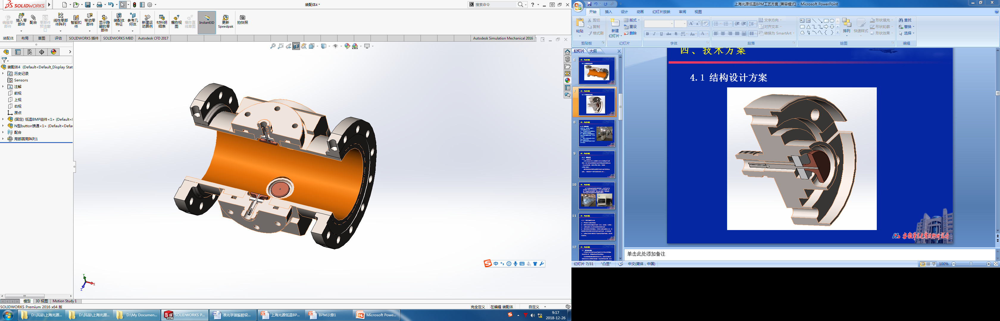 SOLIDWORKS
装配体4 *
搜索命令
编辑零部件
插入零部件
配合
零部件预览窗口
线性零部件阵列
智能扣件
移动零部件
显示隐藏的零部件
装配体特征
参考几何体
新建运动算例
材料明细表
爆炸视图
爆炸直线草图
Instant3D
更新 Speedpak
拍快照
装配体
布局
草图
评估
SOLIDWORKS 插件
SOLIDWORKS MBD
Autodesk CFD 2017
Autodesk Simulation Mechanical 2016
装配体4 (Default<Default_Display Stat
历史记录
Sensors
注解
前视
上视
右视
原点
(固定) 低温BMP组件<1> (Default<I
N型button馈通<1> (Default<Defau
配合
局部圆周阵列1
中
模型
3D 视图
Motion Study 1
SOLIDWORKS Premium 2016 x64 版
完全定义
在编辑 装配体
自定义
D:\民品\上海光源...
D:\民品\上海光源...
D:\My Documen...
SOLIDWORKS P...
准光学谐振腔设...
上海光源低温BP...
BPM示意1
Microsoft Powe...
9:17
2018-12-26
上海光源低温BPM工艺方案 [兼容模式] - Microsoft PowerPoint
开始
插入
设计
动画
幻灯片放映
审阅
视图
粘贴
剪切
复制
格式刷
剪贴板
新建
幻灯片
版式
重设
删除
幻灯片
字体
文字方向
对齐文本
转换为 SmartArt
段落
排列
快速样式
形状填充
形状轮廓
形状效果
绘图
查找
替换
选择
编辑
幻灯片
大纲
6
7
8
9
10
11
12
四、技术方案
4.1 结构设计方案
单击此处添加备注
幻灯片 7/31
"凸显"
中文(简体，中国)
100%